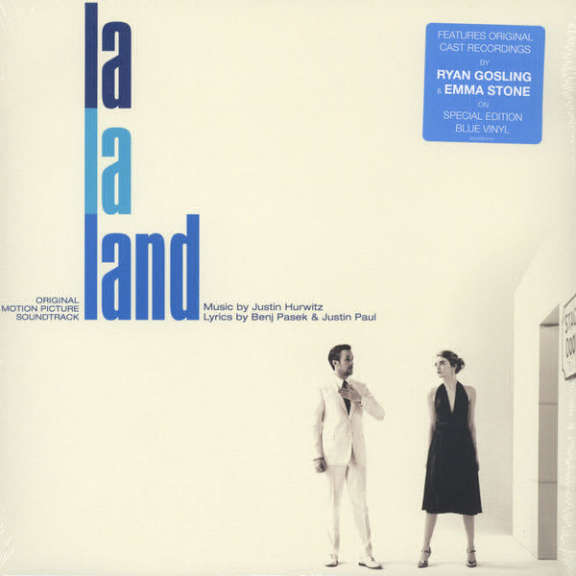 la
la
land
ORIGINAL
MOTION PICTURE
SOUNDTRACK
Music by Justin Hurwitz
Lyrics by Benj Pasek & Justin Paul
FEATURES ORIGINAL
CAST RECORDINGS
BY
RYAN GOSLING
& EMMA STONE
ON
SPECIAL EDITION
BLUE VINYL